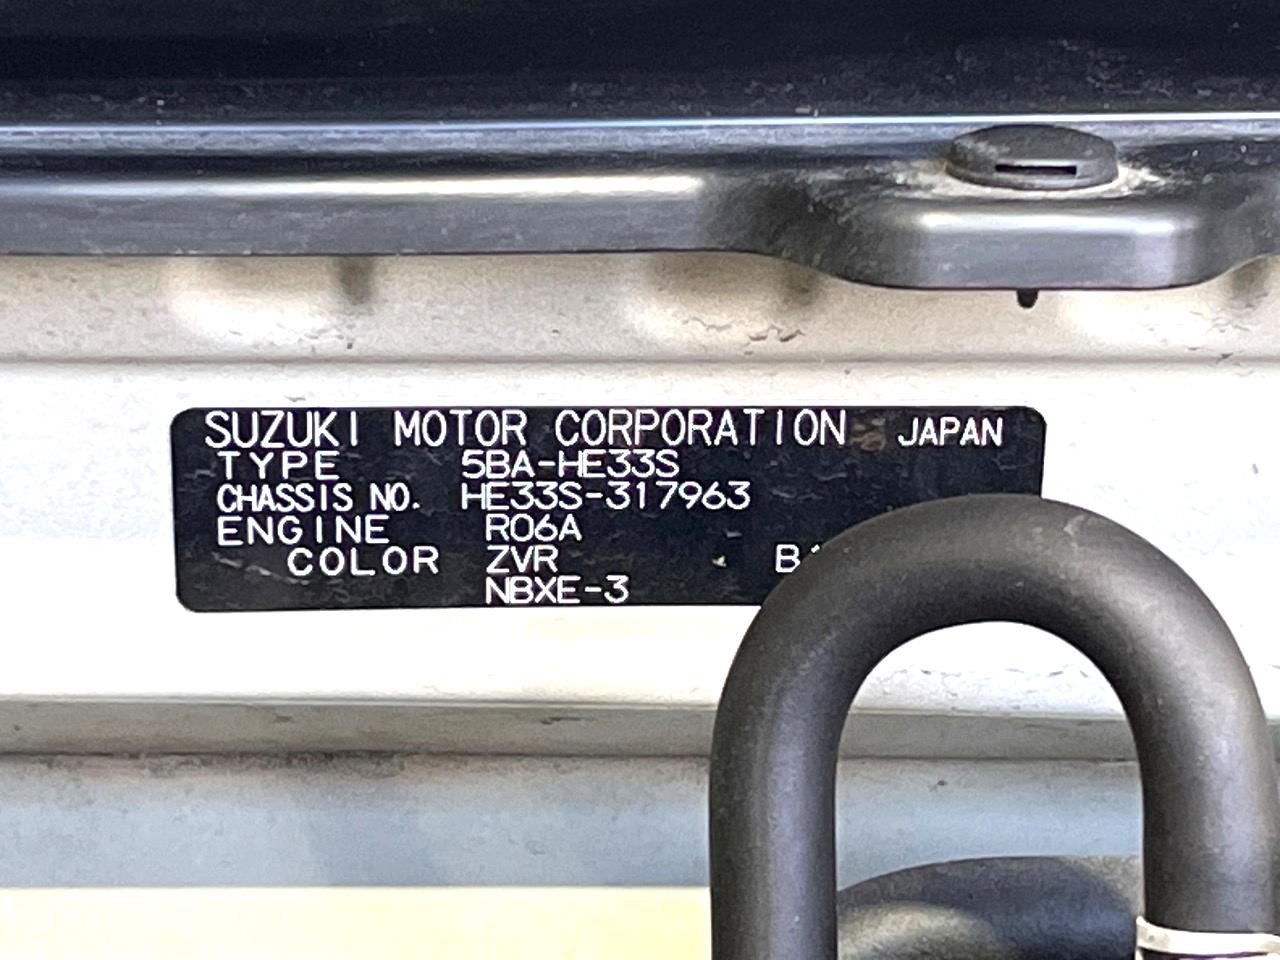 SUZUKI MOTOR CORPORATION JAPAN
TYPE 5BA-HE33S
CHASSIS NO. HE33S-317963
ENGINE R06A
COLOR ZVR
NBXE-3